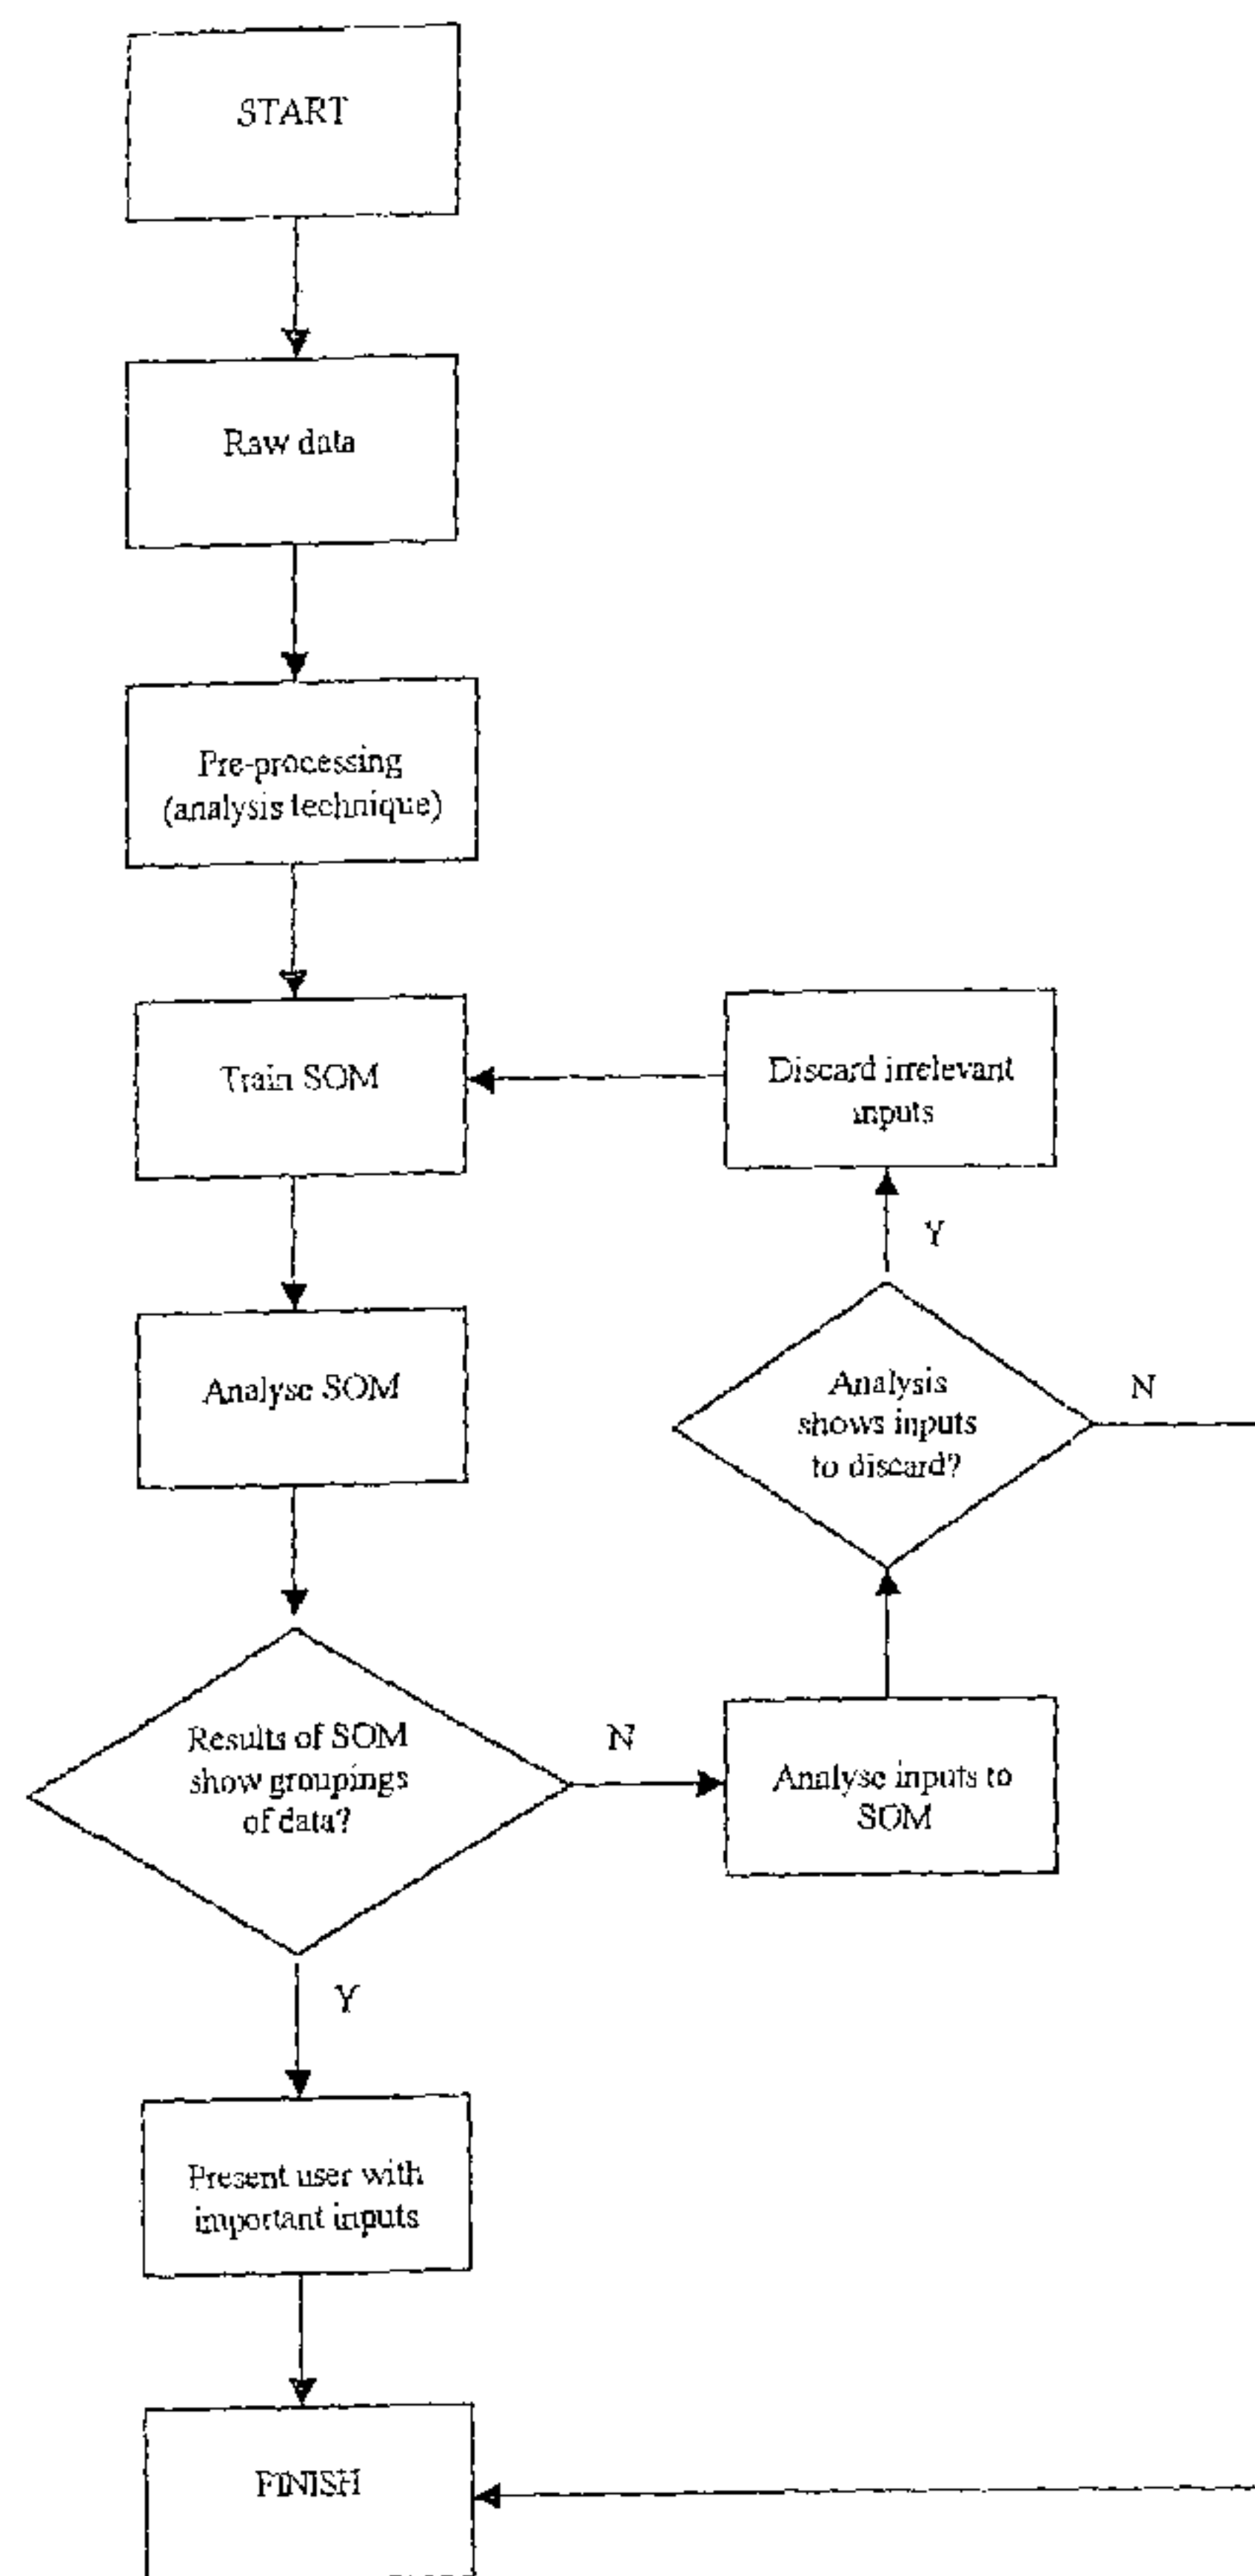 START
Raw data
Pre-processing
(analysis technique)
Train SOM
Discard irrelevant
inputs
Y
Analyse SOM
Analysis
shows inputs
to discard?
N
Results of SOM
show groupings
of data?
N
Analyse inputs to
SOM
Y
Present user with
important inputs
FINISH